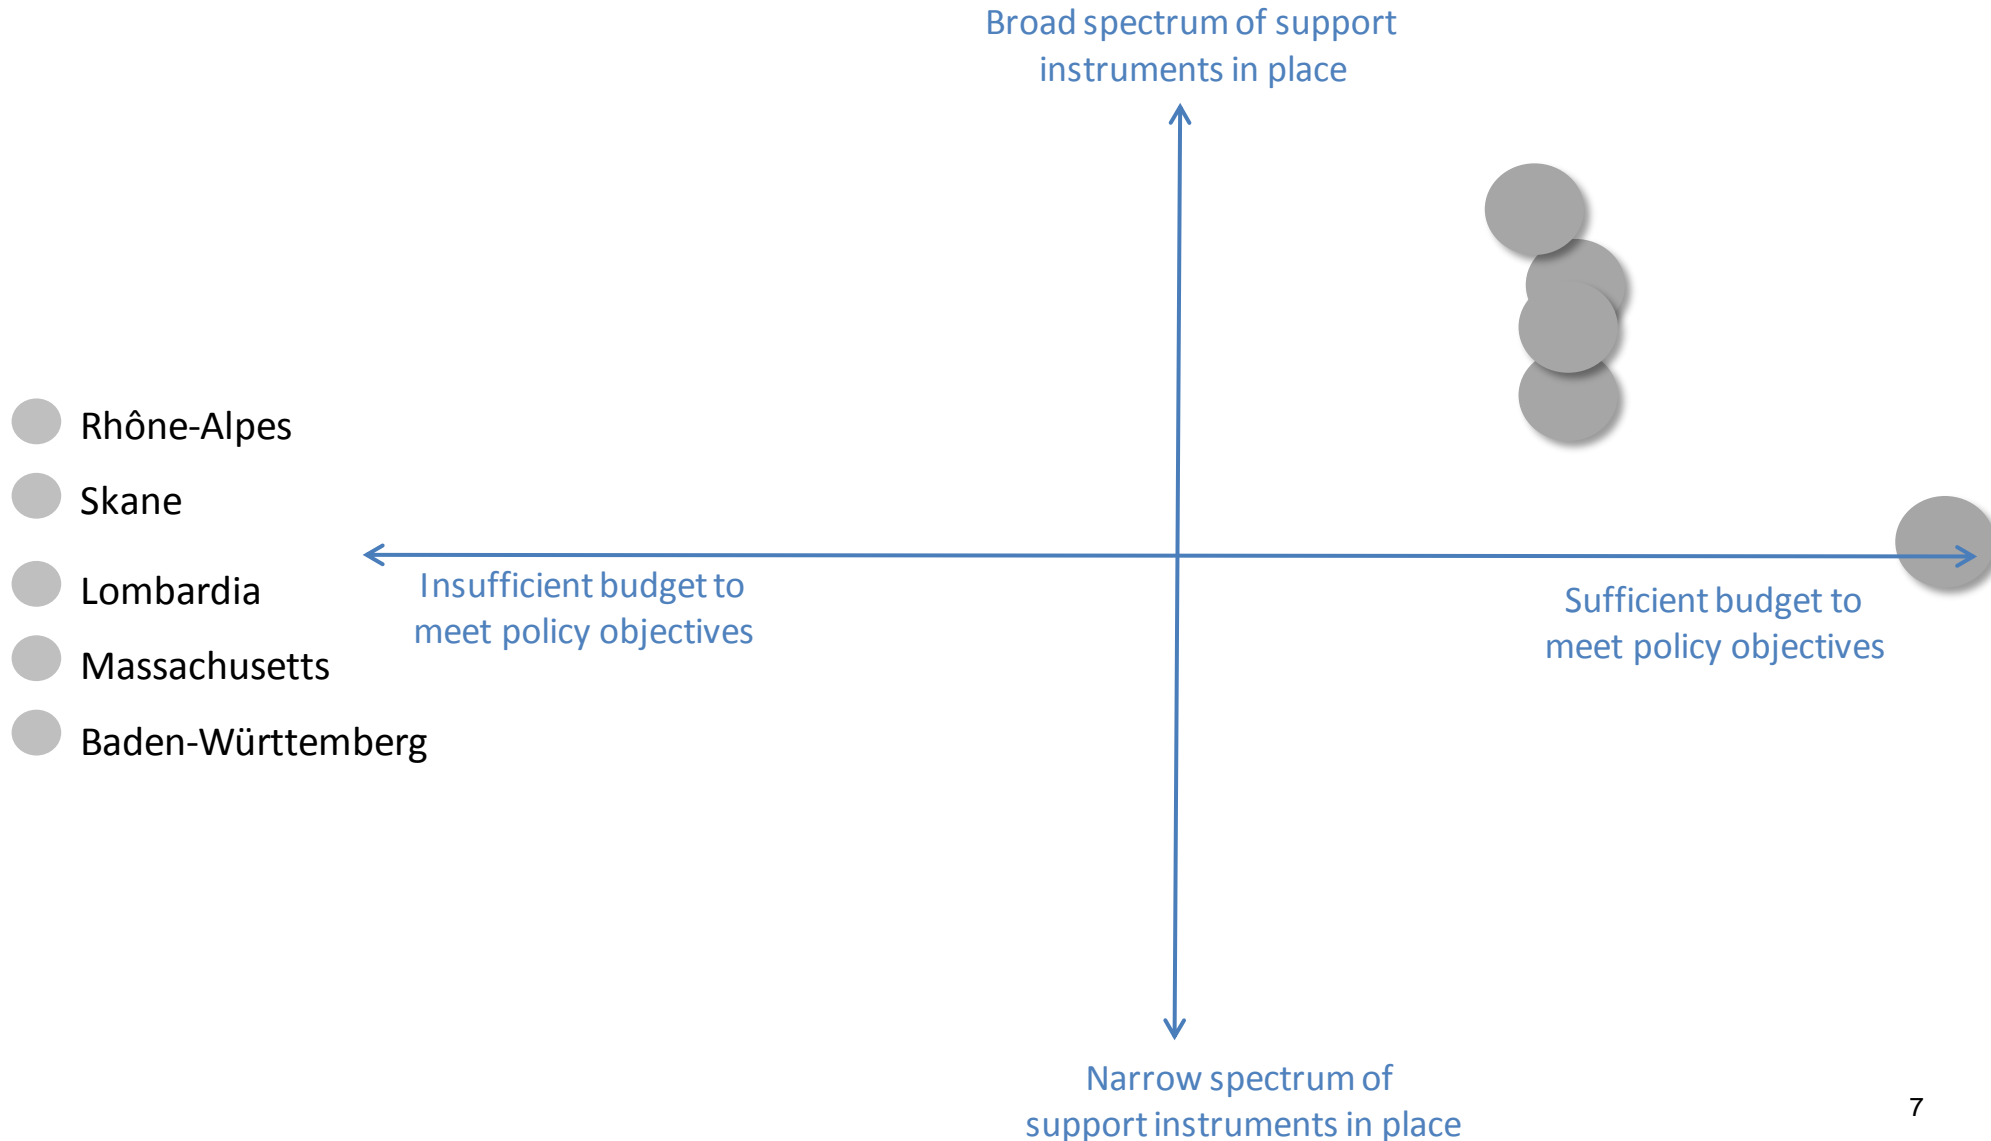 Broad spectrum of support
instruments in place
Rhône-Alpes
Skane
Lombardia
Massachusetts
Baden-Württemberg
Insufficient budget to
meet policy objectives
Sufficient budget to
meet policy objectives
Narrow spectrum of
support instruments in place
7